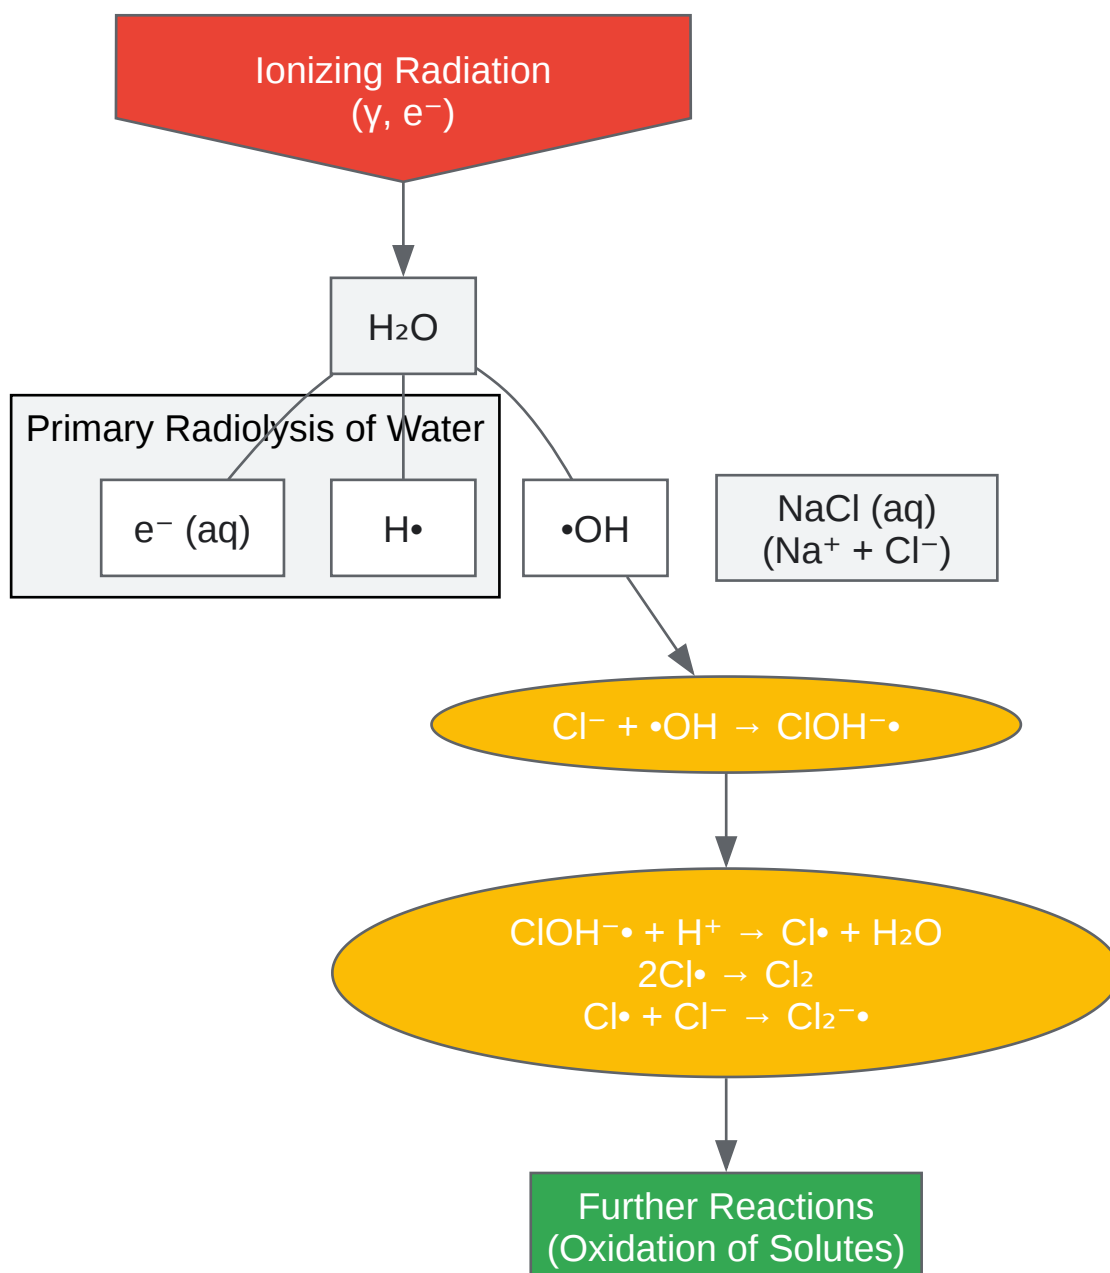 Ionizing Radiation
(γ, e⁻)
H₂O
Primary Radiolysis of Water
e⁻ (aq)
H•
•OH
NaCl (aq)
(Na⁺ + Cl⁻)
Cl⁻ + •OH → ClOH⁻•
ClOH⁻• + H⁺ → Cl• + H₂O
2Cl• → Cl₂
Cl• + Cl⁻ → Cl₂⁻•
Further Reactions
(Oxidation of Solutes)